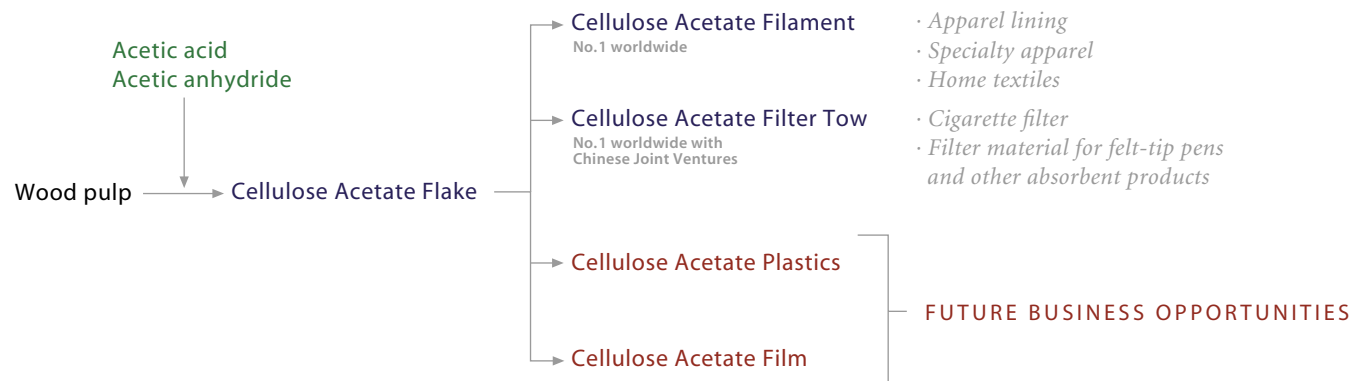 Acetic acid
Acetic anhydride
Wood pulp
Cellulose Acetate Flake
Cellulose Acetate Filament
No.1 worldwide
· Apparel lining
· Specialty apparel
· Home textiles
Cellulose Acetate Filter Tow
No.1 worldwide with
Chinese Joint Ventures
· Cigarette filter
· Filter material for felt-tip pens
and other absorbent products
Cellulose Acetate Plastics
Cellulose Acetate Film
FUTURE BUSINESS OPPORTUNITIES